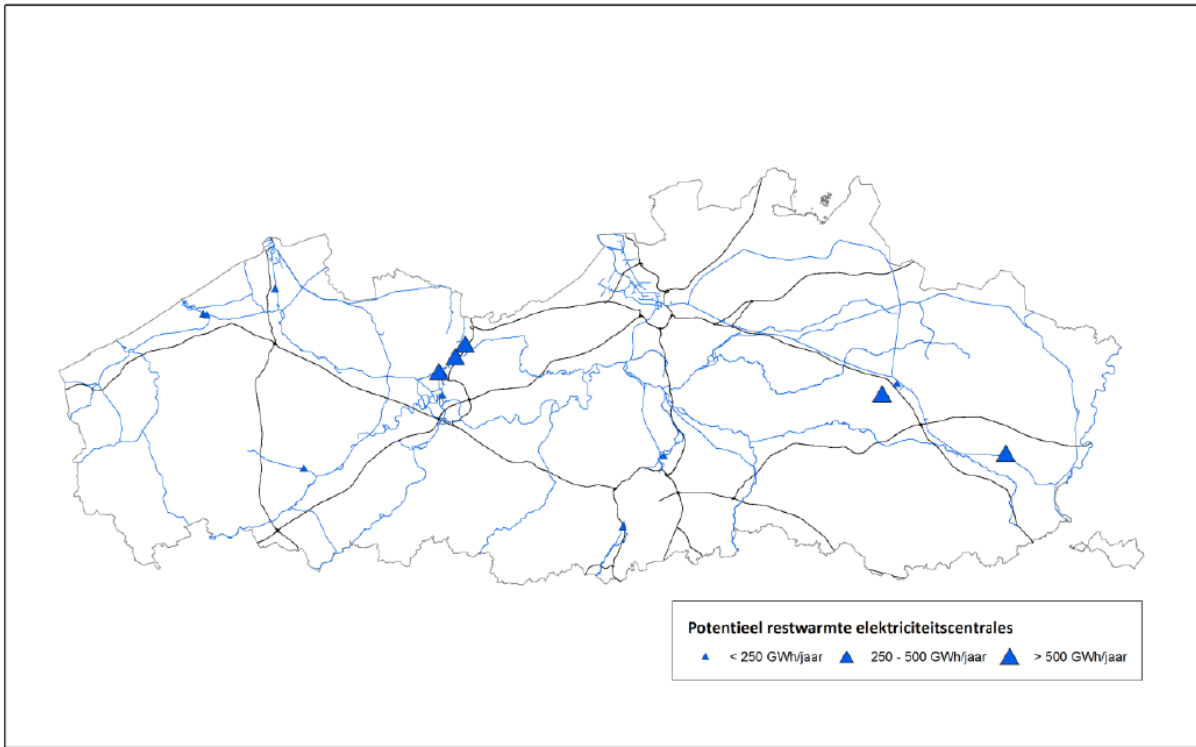 Potentieel restwarmte elektriciteitscentrales
< 250 GWh/jaar 250 - 500 GWh/jaar > 500 GWh/jaar